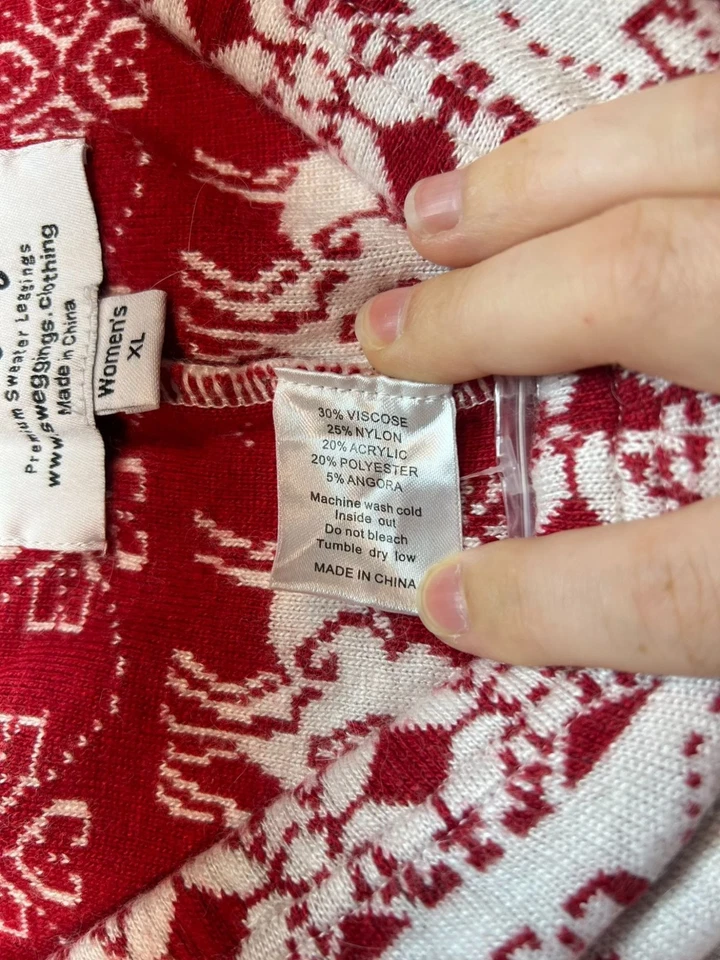 Premium Sweater Leggings
www.sweggings.clothing
Made in China
Women's
XL
30% VISCOSE
25% NYLON
20% ACRYLIC
20% POLYESTER
5% ANGORA
Machine wash cold
Inside out
Do not bleach
Tumble dry low
MADE IN CHINA